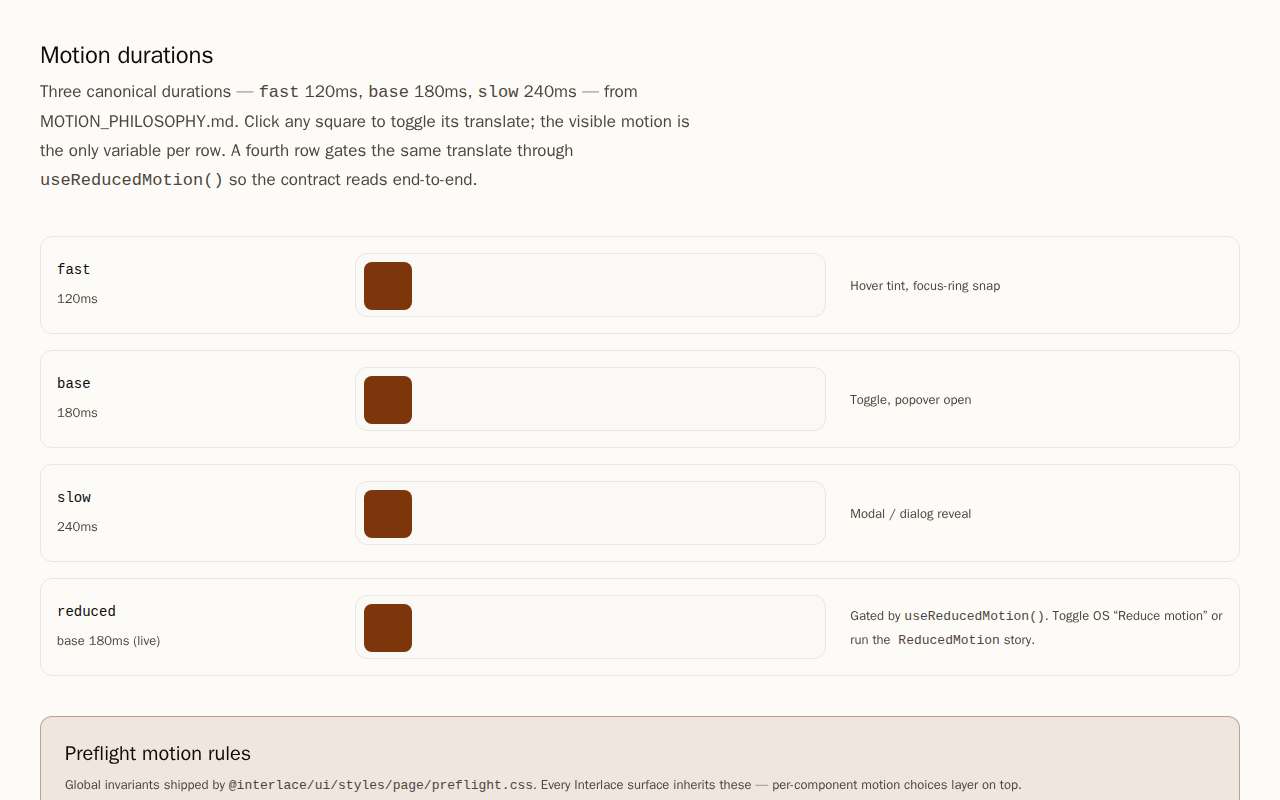 Motion durations
Three canonical durations — fast 120ms, base 180ms, slow 240ms — from
MOTION_PHILOSOPHY.md. Click any square to toggle its translate; the visible motion is
the only variable per row. A fourth row gates the same translate through
useReducedMotion() so the contract reads end-to-end.
fast
120ms
Hover tint, focus-ring snap
base
180ms
Toggle, popover open
slow
240ms
Modal / dialog reveal
reduced
base 180ms (live)
Gated by useReducedMotion(). Toggle OS “Reduce motion” or
run the ReducedMotion story.
Preflight motion rules
Global invariants shipped by @interlace/ui/styles/page/preflight.css. Every Interlace surface inherits these — per-component motion choices layer on top.